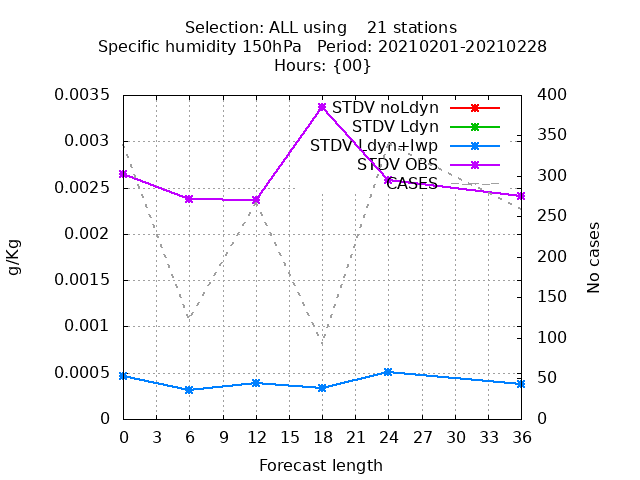 Selection: ALL using    21 stations
Specific humidity 150hPa   Period: 20210201-20210228
Hours: {00}
0.0035
0.003
0.0025
0.002
0.0015
0.001
0.0005
0
g/Kg
400
350
300
250
200
150
100
50
0
No cases
STDV noLdyn
STDV Ldyn
STDV Ldyn+lwp
STDV OBS
CASES
0 3 6 9 12 15 18 21 24 27 30 33 36
Forecast length